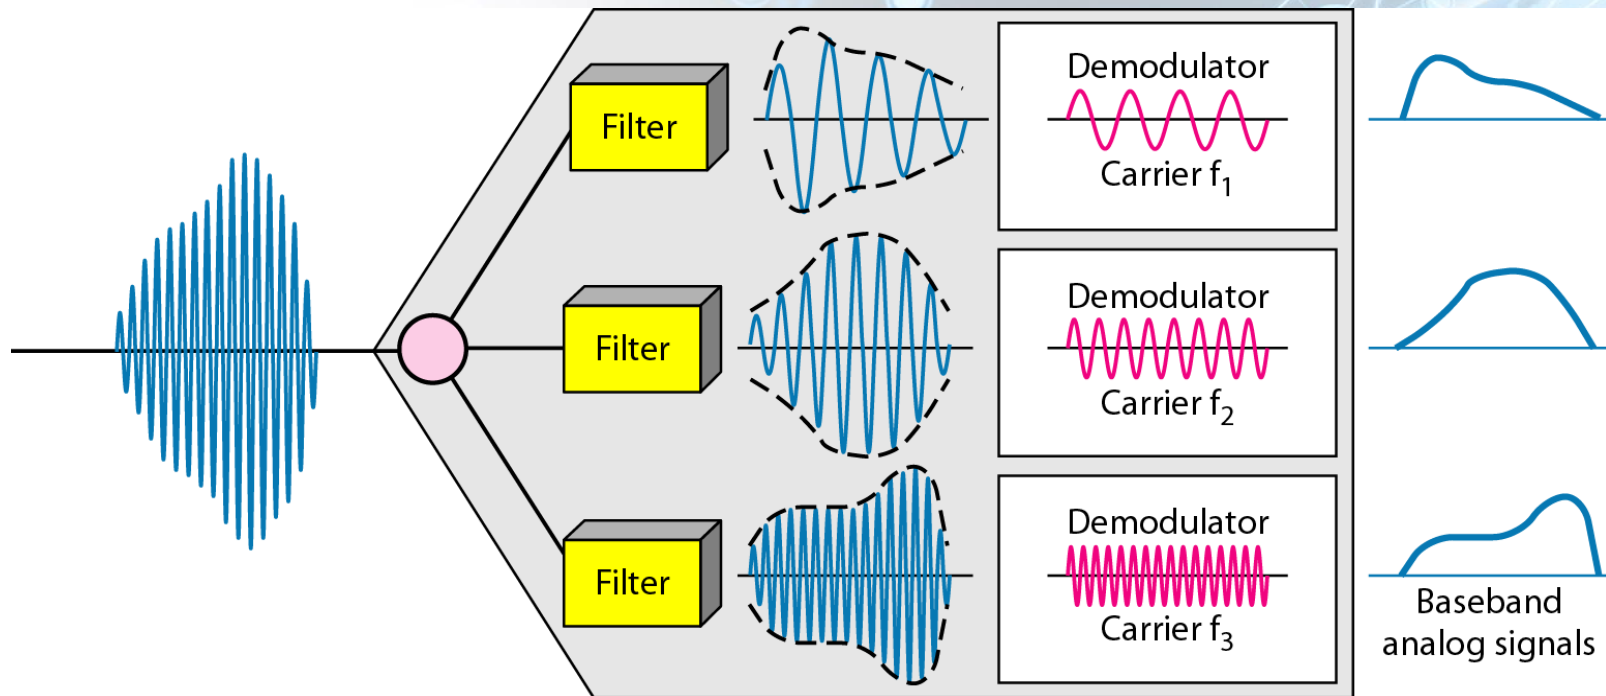 Filter
Demodulator
Carrier f₁
Filter
Demodulator
Carrier f₂
Filter
Demodulator
Carrier f₃
Baseband
analog signals